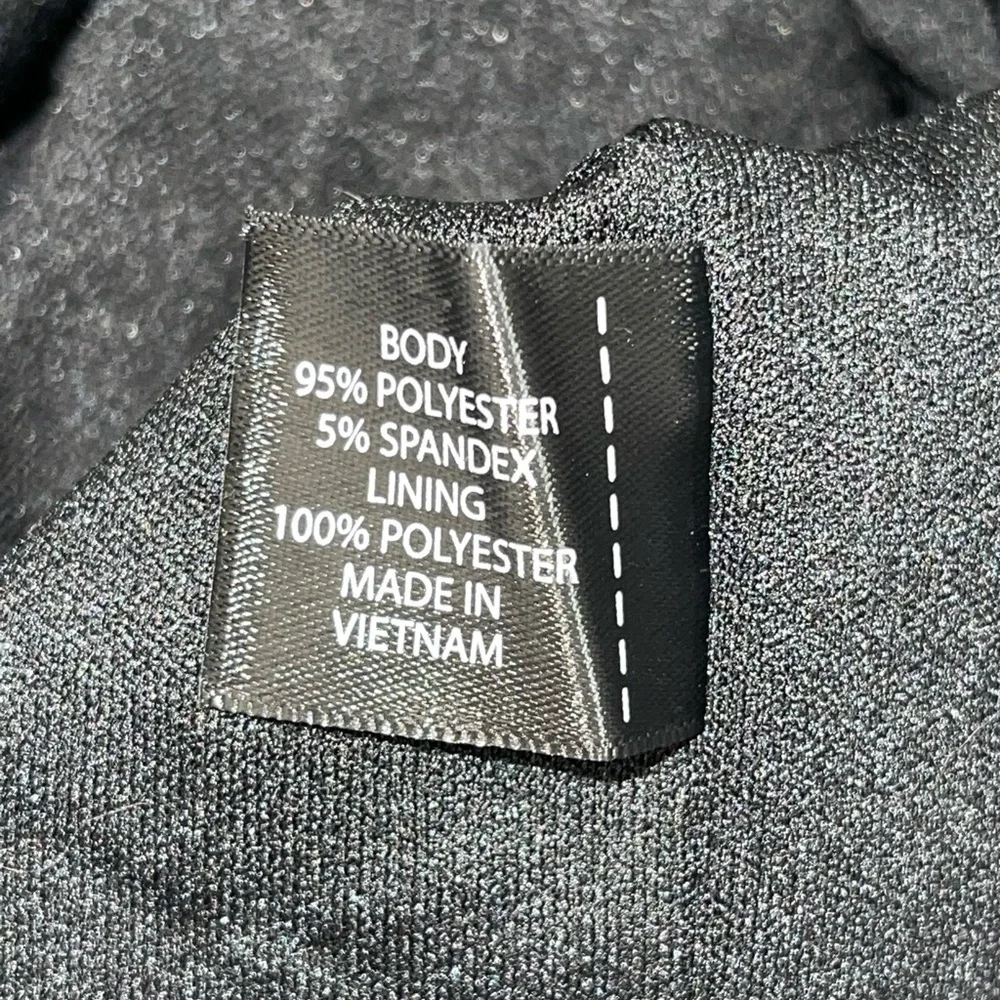 BODY
95% POLYESTER
5% SPANDEX
LINING
100% POLYESTER
MADE IN
VIETNAM